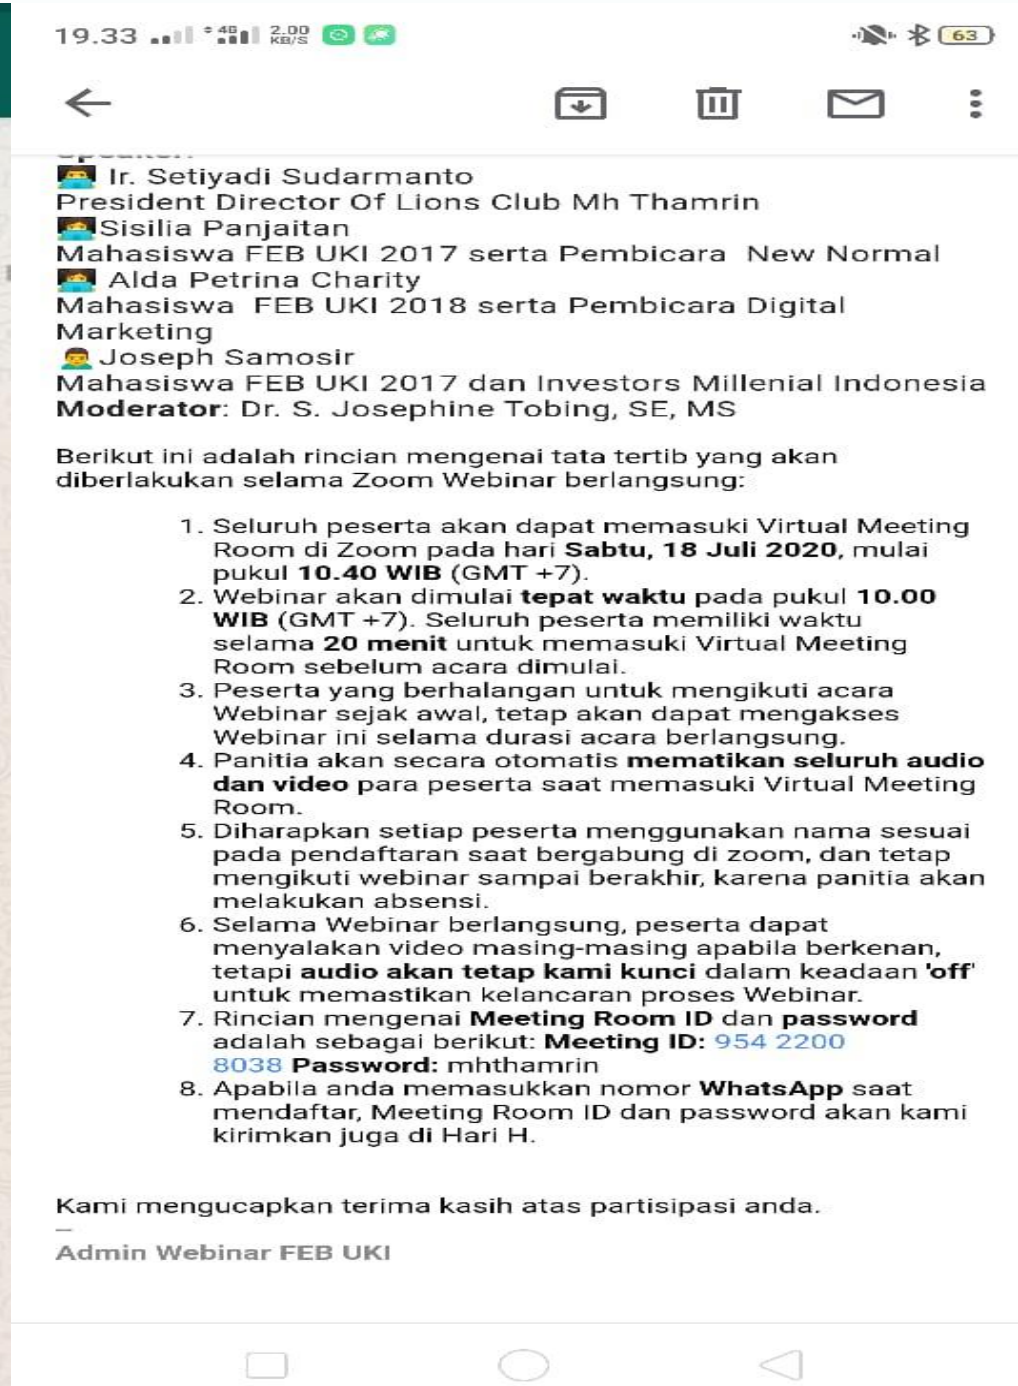 19.33 4G 2.00 KB/S 63
Speaker:
Ir. Setiyadi Sudarmanto
President Director Of Lions Club Mh Thamrin
Sisilia Panjaitan
Mahasiswa FEB UKI 2017 serta Pembicara New Normal
Alda Petrina Charity
Mahasiswa FEB UKI 2018 serta Pembicara Digital
Marketing
Joseph Samosir
Mahasiswa FEB UKI 2017 dan Investors Millenial Indonesia
Moderator: Dr. S. Josephine Tobing, SE, MS
Berikut ini adalah rincian mengenai tata tertib yang akan
diberlakukan selama Zoom Webinar berlangsung:
1. Seluruh peserta akan dapat memasuki Virtual Meeting
Room di Zoom pada hari Sabtu, 18 Juli 2020, mulai
pukul 10.40 WIB (GMT +7).
2. Webinar akan dimulai tepat waktu pada pukul 10.00
WIB (GMT +7). Seluruh peserta memiliki waktu
selama 20 menit untuk memasuki Virtual Meeting
Room sebelum acara dimulai.
3. Peserta yang berhalangan untuk mengikuti acara
Webinar sejak awal, tetap akan dapat mengakses
Webinar ini selama durasi acara berlangsung.
4. Panitia akan secara otomatis mematikan seluruh audio
dan video para peserta saat memasuki Virtual Meeting
Room.
5. Diharapkan setiap peserta menggunakan nama sesuai
pada pendaftaran saat bergabung di zoom, dan tetap
mengikuti webinar sampai berakhir, karena panitia akan
melakukan absensi.
6. Selama Webinar berlangsung, peserta dapat
menyalakan video masing-masing apabila berkenan,
tetapi audio akan tetap kami kunci dalam keadaan 'off'
untuk memastikan kelancaran proses Webinar.
7. Rincian mengenai Meeting Room ID dan password
adalah sebagai berikut: Meeting ID: 954 2200
8038 Password: mhthamrin
8. Apabila anda memasukkan nomor WhatsApp saat
mendaftar, Meeting Room ID dan password akan kami
kirimkan juga di Hari H.
Kami mengucapkan terima kasih atas partisipasi anda.
—
Admin Webinar FEB UKI